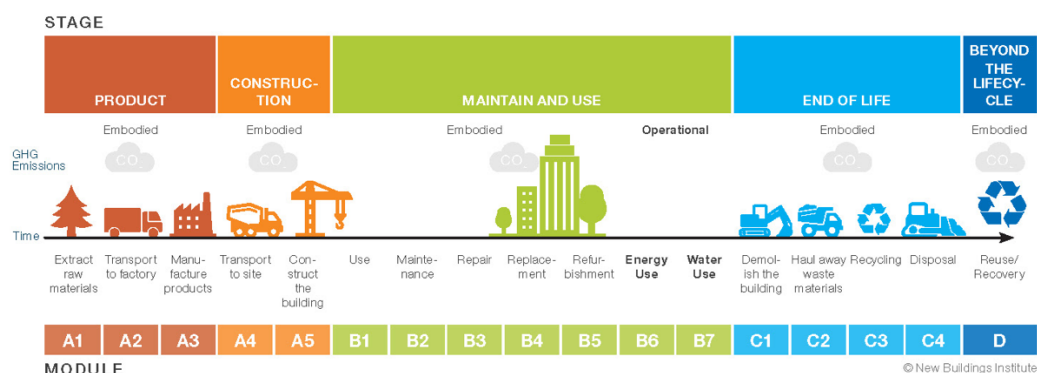 STAGE
PRODUCT
CONSTRUC-
TION
MAINTAIN AND USE
END OF LIFE
BEYOND
THE
LIFECY-
CLE
Embodied
Embodied
Embodied
Operational
Embodied
Embodied
GHG
Emissions
CO2
CO2
CO2
CO2
CO2
Time
Extract
raw
materials
Transport
to factory
Manu-
facture
products
Transport
to site
Con-
struct
the
building
Use
Mainte-
nance
Repair
Replace-
ment
Refur-
bishment
Energy
Use
Water
Use
Demol-
ish the
building
Haul away
waste
materials
Recycling
Disposal
Reuse/
Recovery
A1
A2
A3
A4
A5
B1
B2
B3
B4
B5
B6
B7
C1
C2
C3
C4
D
MODULE
© New Buildings Institute